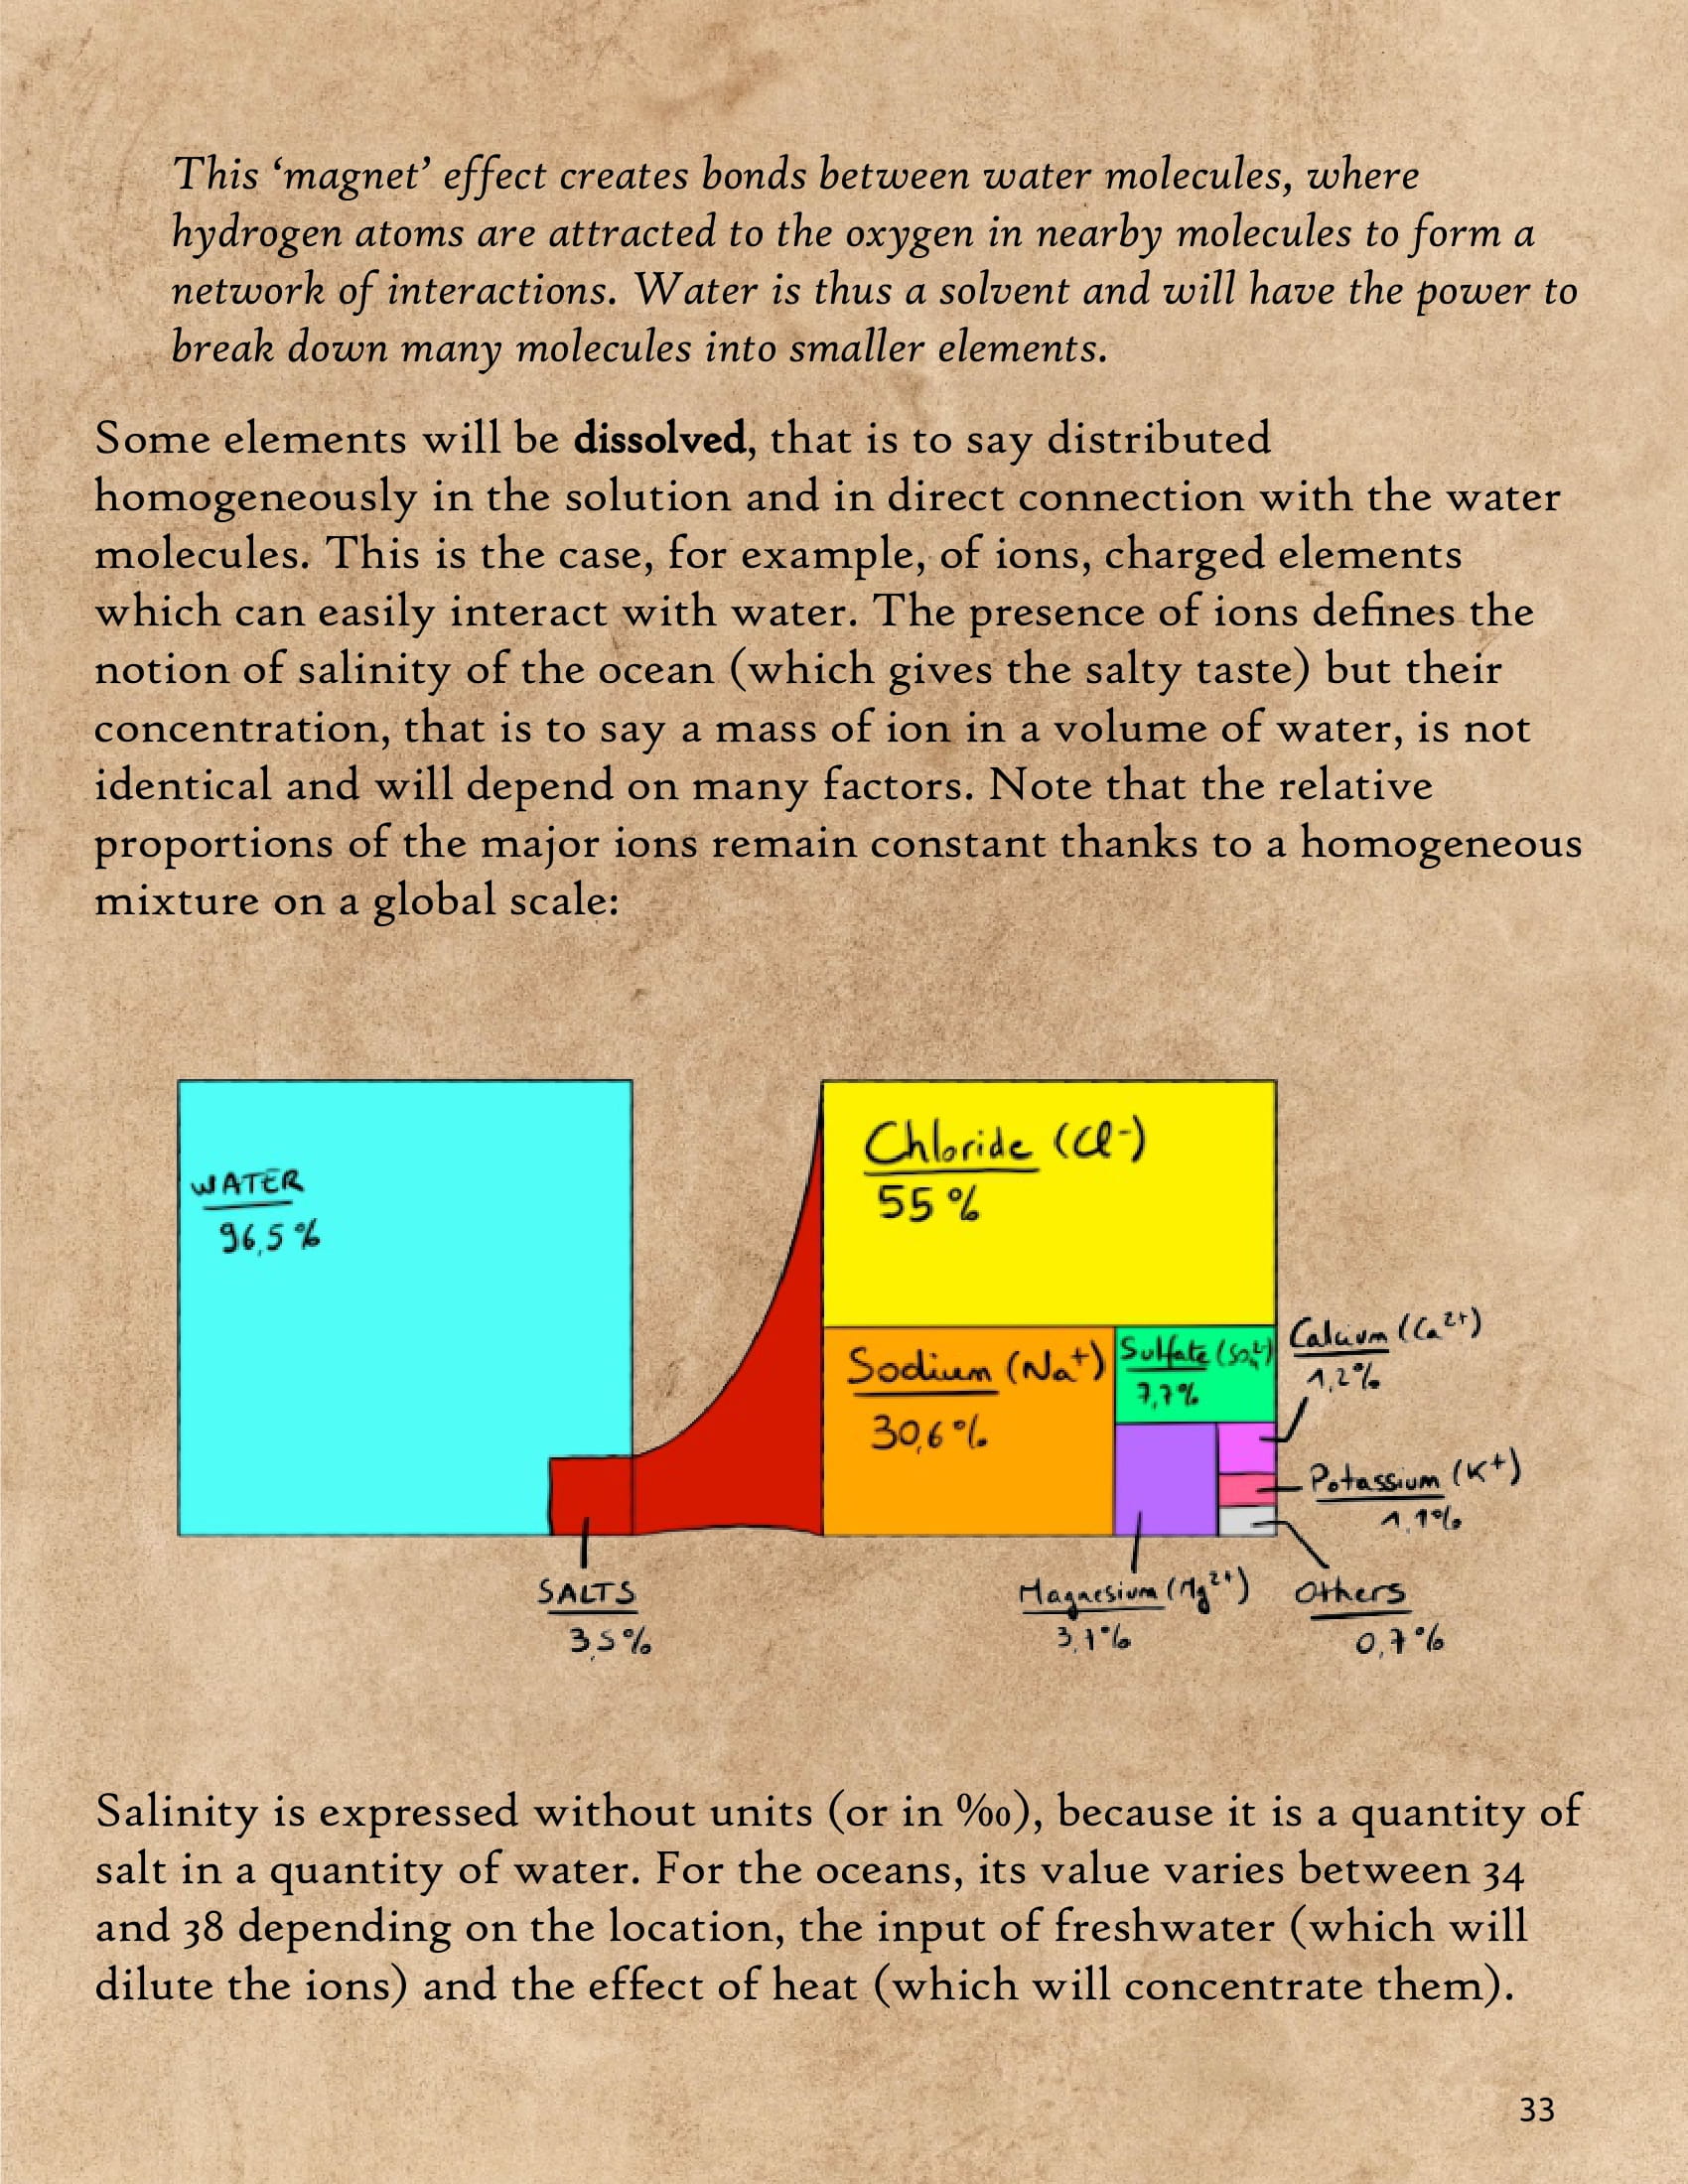 This ‘magnet’ effect creates bonds between water molecules, where
hydrogen atoms are attracted to the oxygen in nearby molecules to form a
network of interactions. Water is thus a solvent and will have the power to
break down many molecules into smaller elements.
Some elements will be dissolved, that is to say distributed
homogeneously in the solution and in direct connection with the water
molecules. This is the case, for example, of ions, charged elements
which can easily interact with water. The presence of ions defines the
notion of salinity of the ocean (which gives the salty taste) but their
concentration, that is to say a mass of ion in a volume of water, is not
identical and will depend on many factors. Note that the relative
proportions of the major ions remain constant thanks to a homogeneous
mixture on a global scale:
WATER
96,5 %
SALTS
3,5 %
Chloride (Cl⁻)
55 %
Sodium (Na⁺)
30,6 %
Sulfate (SO₄²⁻)
7,7 %
Calcium (Ca²⁺)
1,2 %
Potassium (K⁺)
1,1 %
Magnesium (Mg²⁺)
3,7 %
Others
0,7 %
Salinity is expressed without units (or in ‰), because it is a quantity of
salt in a quantity of water. For the oceans, its value varies between 34
and 38 depending on the location, the input of freshwater (which will
dilute the ions) and the effect of heat (which will concentrate them).
33